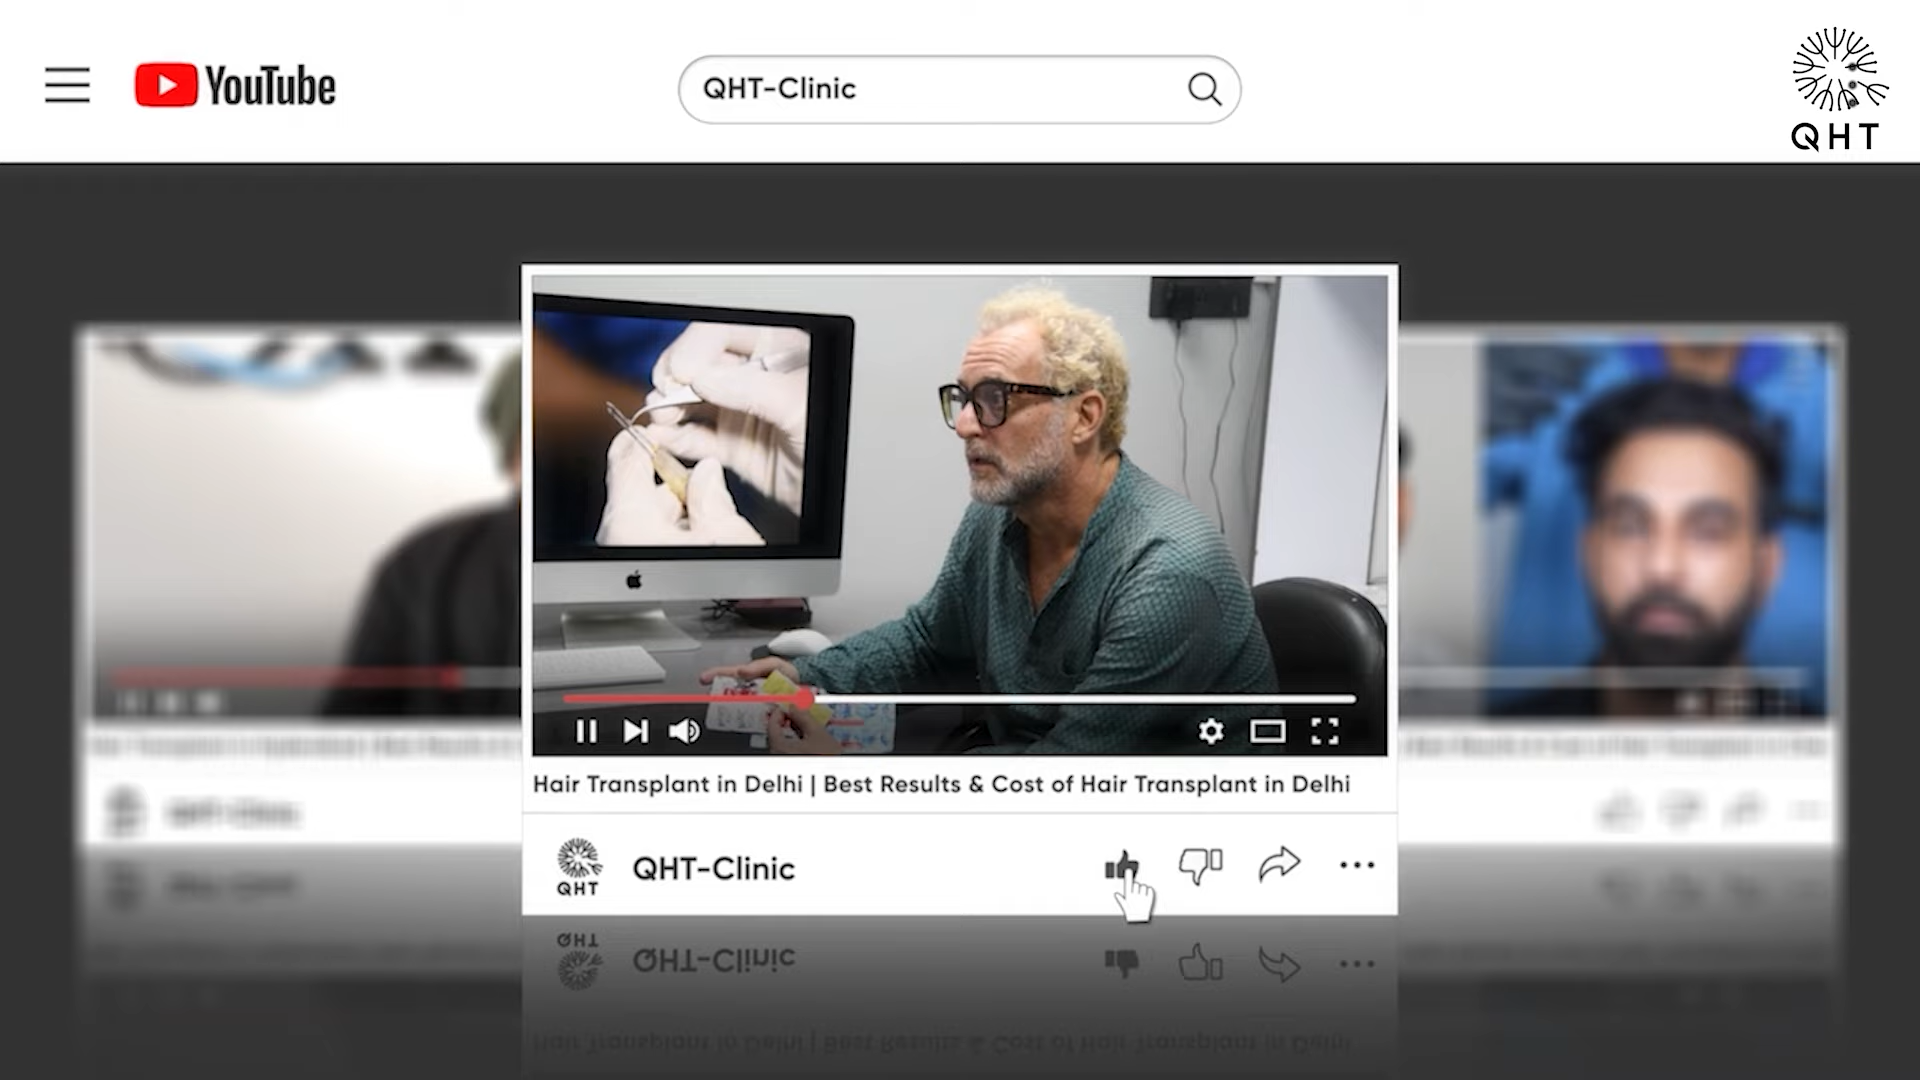 YouTube
QHT-Clinic
QHT
Hair Transplant in Delhi | Best Results & Cost of Hair Transplant in Delhi
QHT
QHT-Clinic